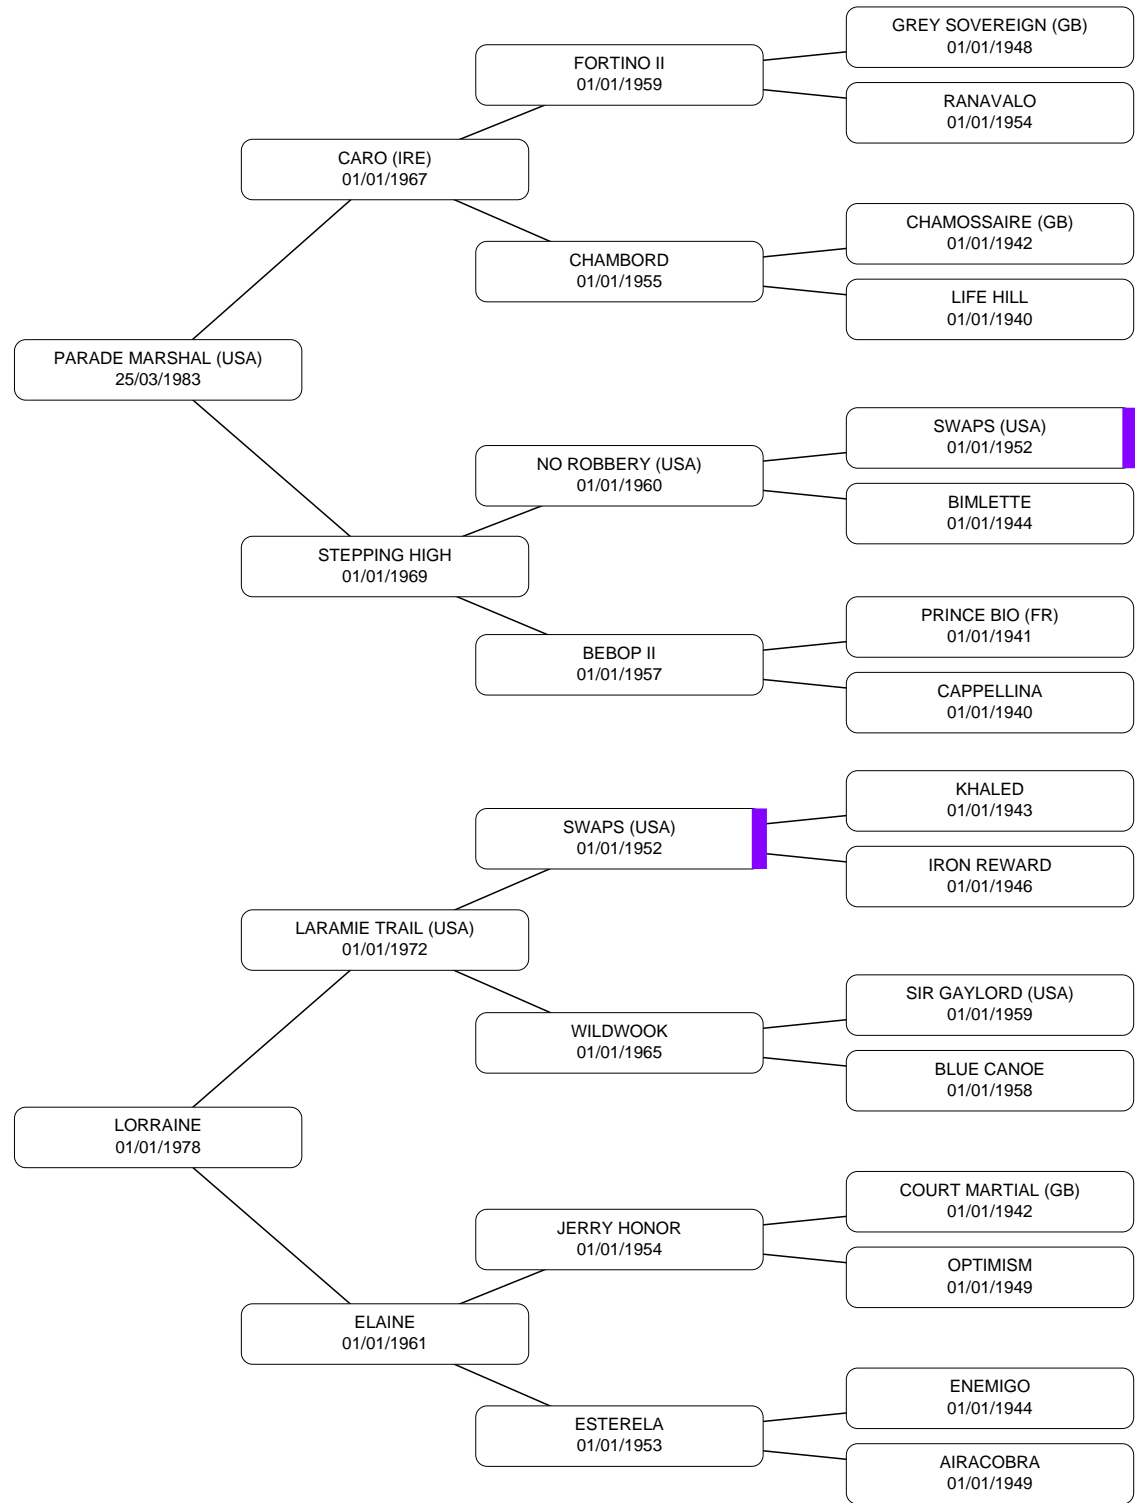 GREY SOVEREIGN (GB)
01/01/1948
FORTINO II
01/01/1959
RANAVALO
01/01/1954
CARO (IRE)
01/01/1967
CHAMOSSAIRE (GB)
01/01/1942
CHAMBORD
01/01/1955
LIFE HILL
01/01/1940
PARADE MARSHAL (USA)
25/03/1983
SWAPS (USA)
01/01/1952
NO ROBBERY (USA)
01/01/1960
BIMLETTE
01/01/1944
STEPPING HIGH
01/01/1969
PRINCE BIO (FR)
01/01/1941
BEBOP II
01/01/1957
CAPPELLINA
01/01/1940
KHALED
01/01/1943
SWAPS (USA)
01/01/1952
IRON REWARD
01/01/1946
LARAMIE TRAIL (USA)
01/01/1972
SIR GAYLORD (USA)
01/01/1959
WILDWOOK
01/01/1965
BLUE CANOE
01/01/1958
LORRAINE
01/01/1978
COURT MARTIAL (GB)
01/01/1942
JERRY HONOR
01/01/1954
OPTIMISM
01/01/1949
ELAINE
01/01/1961
ENEMIGO
01/01/1944
ESTERELA
01/01/1953
AIRACOBRA
01/01/1949